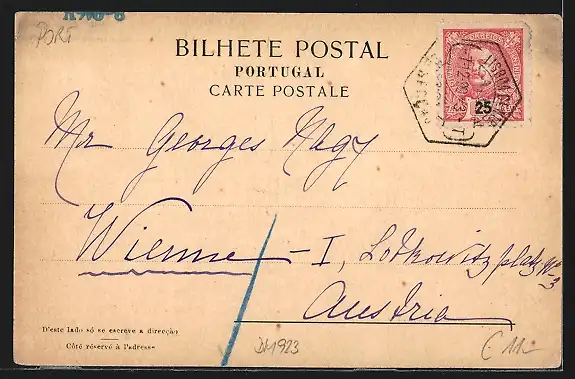 PORT
BILHETE POSTAL
PORTUGAL
CARTE POSTALE
CORREIOS
25
Mr Georges Nagy
Wienne - I, Lobkowitzplatz No 3
Austria
D'este lado só se escreve a direcção
Côté réservé à l'adresse